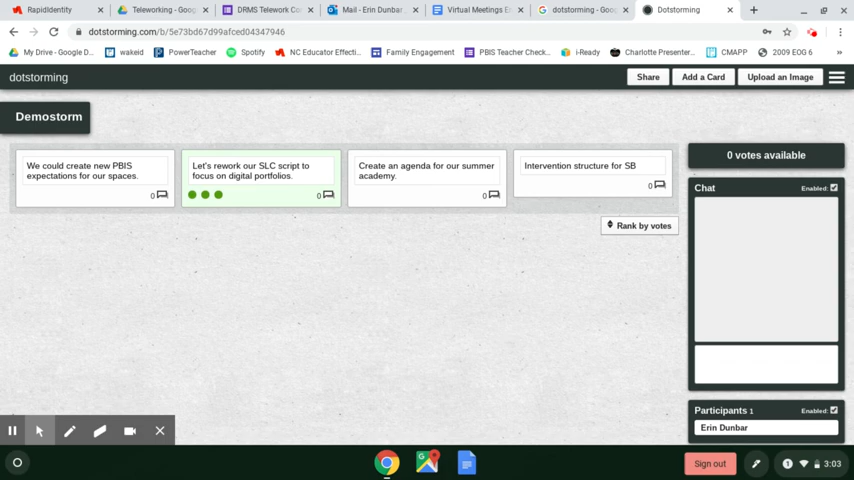 RapidIdentity
Teleworking - Goo
DRMS Telework Co
Mail - Erin Dunbar
Virtual Meetings E
dotstorming - Goo
Dotstorming
dotstorming.com/b/5e73bd67d99afced04347946
My Drive - Google D...
wakeid
PowerTeacher
Spotify
NC Educator Effecti...
Family Engagement
PBIS Teacher Check...
i-Ready
Charlotte Presenter...
CMAPP
2009 EOG 6
dotstorming
Share
Add a Card
Upload an Image
Demostorm
We could create new PBIS
expectations for our spaces.
0
Let's rework our SLC script to
focus on digital portfolios.
0
Create an agenda for our summer
academy.
0
Intervention structure for SB
0
Rank by votes
0 votes available
Chat
Enabled:
Participants 1
Enabled:
Erin Dunbar
Sign out
1
3:03